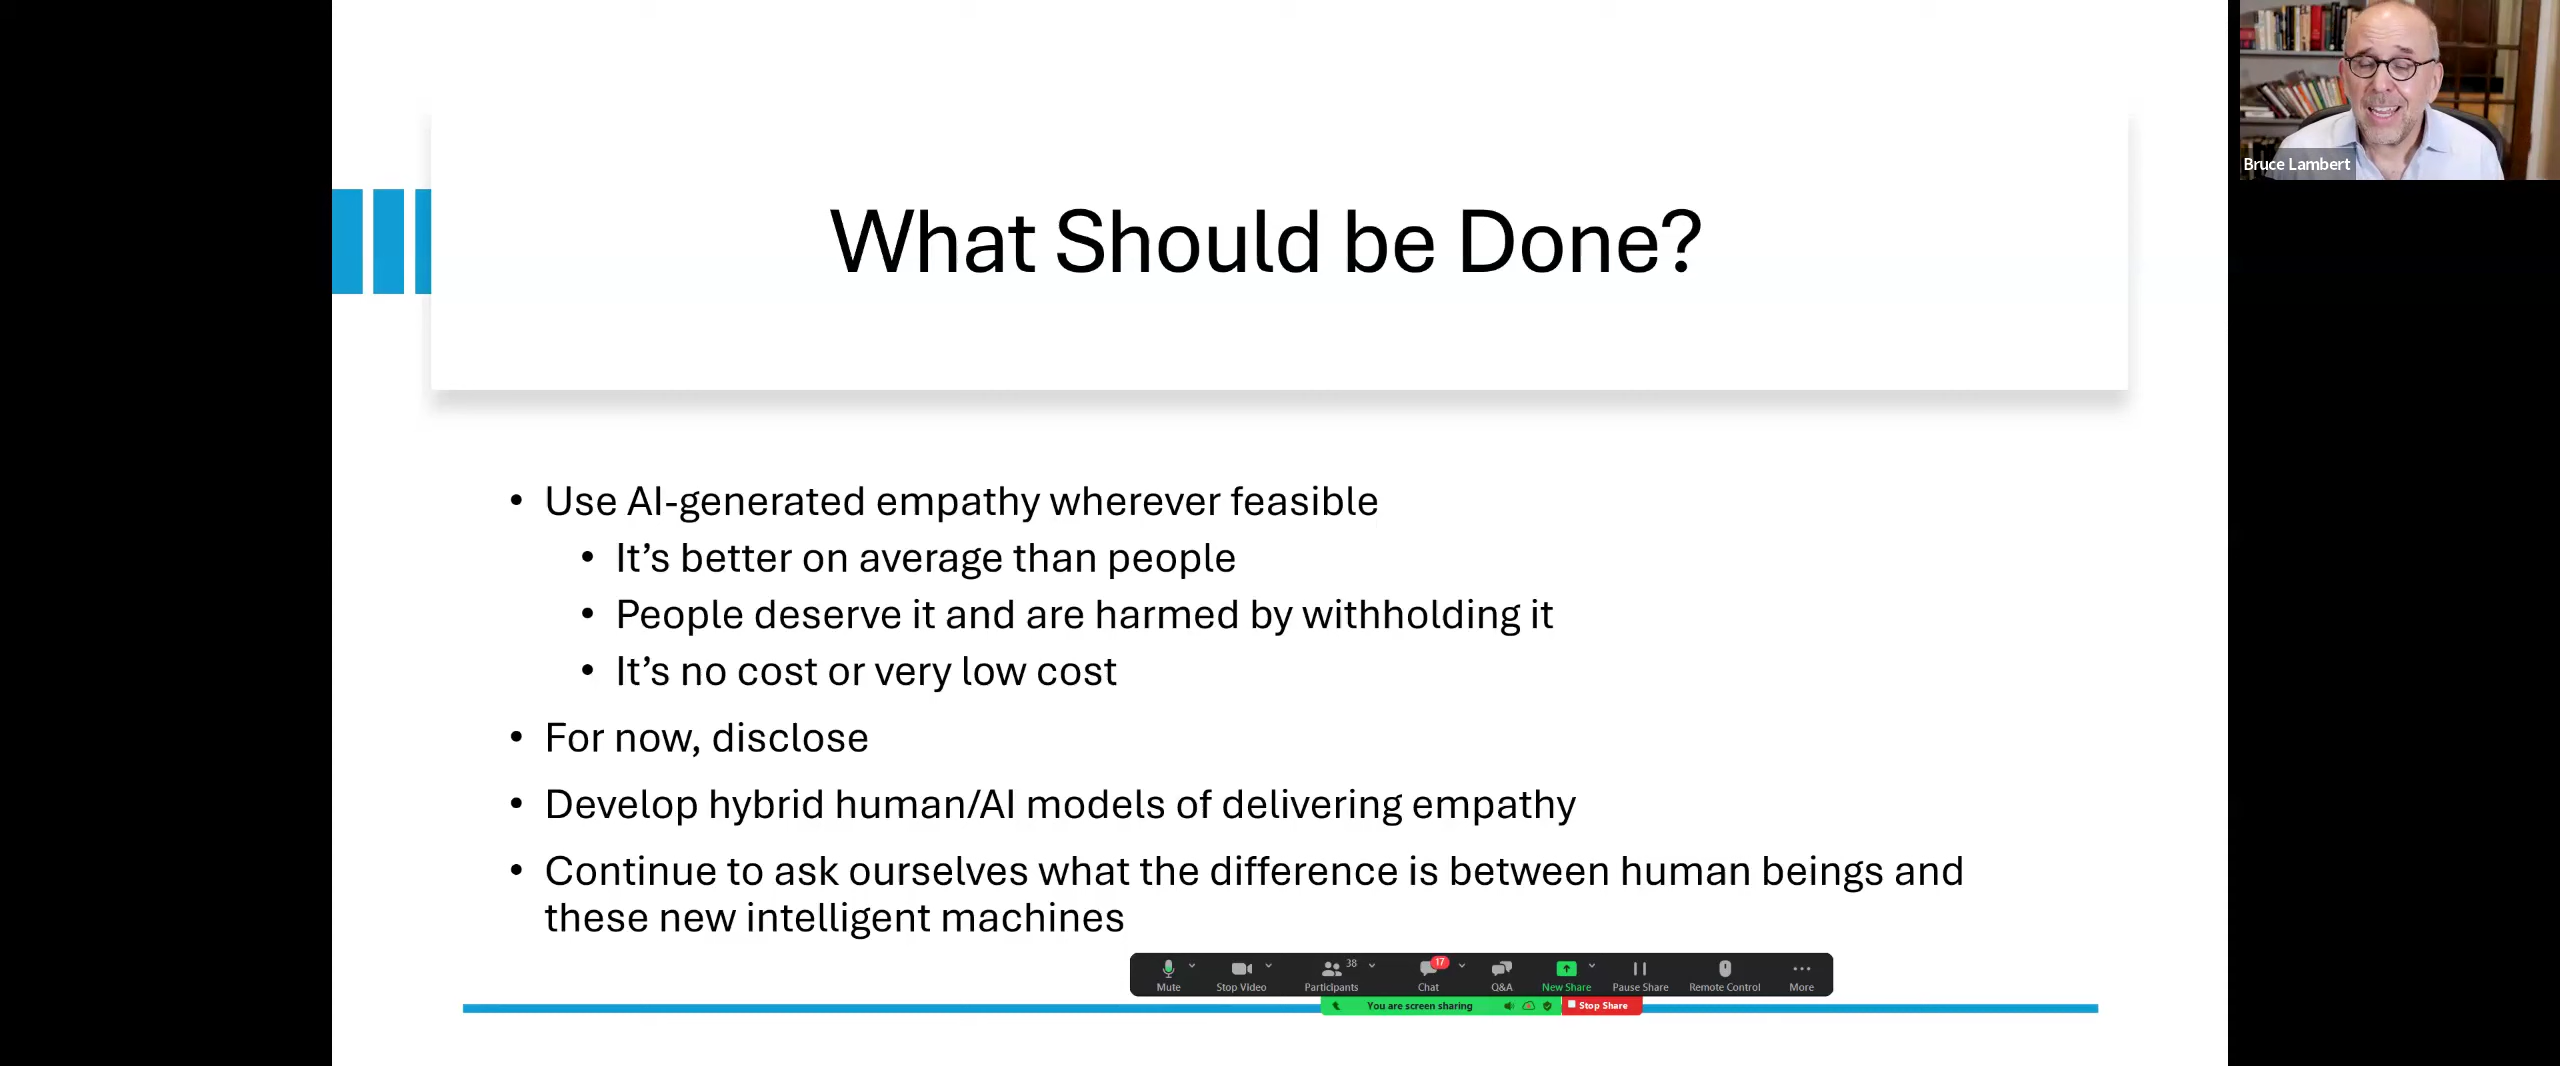 What Should be Done?
Bruce Lambert
• Use AI-generated empathy wherever feasible
• It’s better on average than people
• People deserve it and are harmed by withholding it
• It’s no cost or very low cost
• For now, disclose
• Develop hybrid human/AI models of delivering empathy
• Continue to ask ourselves what the difference is between human beings and
these new intelligent machines
38
17
Mute
Stop Video
Participants
Chat
Q&A
New Share
Pause Share
Remote Control
More
You are screen sharing
Stop Share